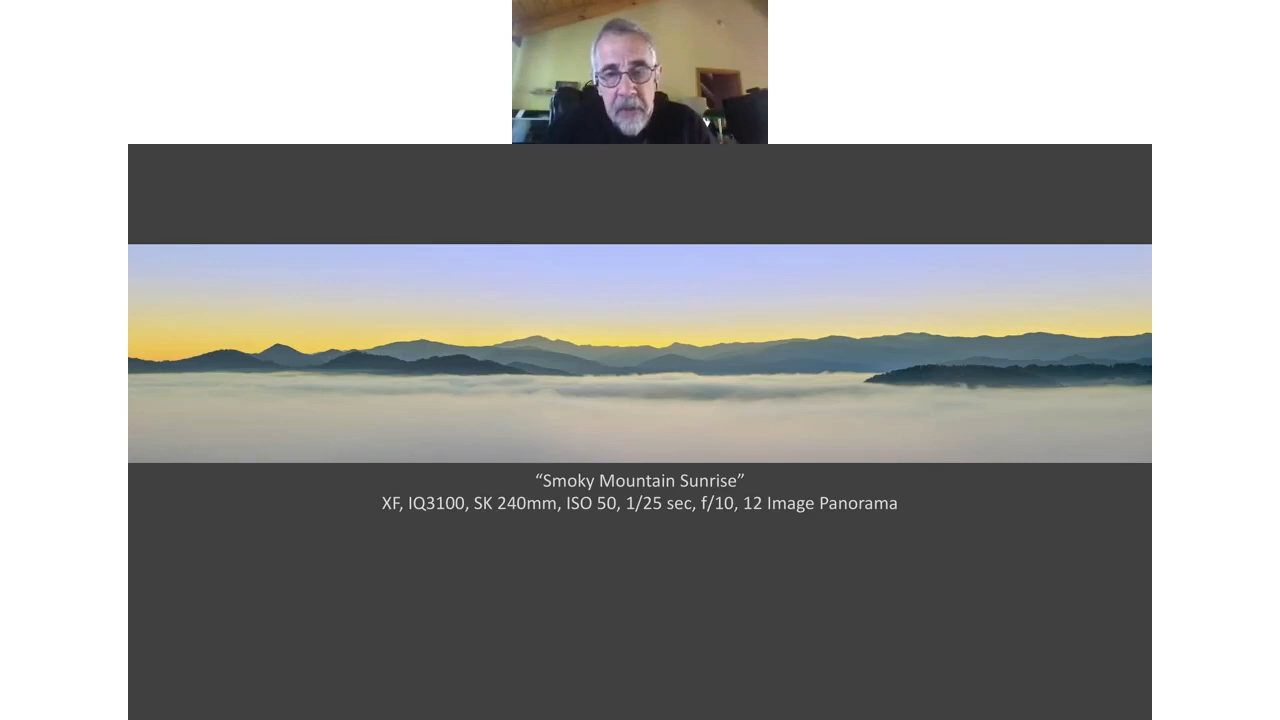 “Smoky Mountain Sunrise”
XF, IQ3100, SK 240mm, ISO 50, 1/25 sec, f/10, 12 Image Panorama